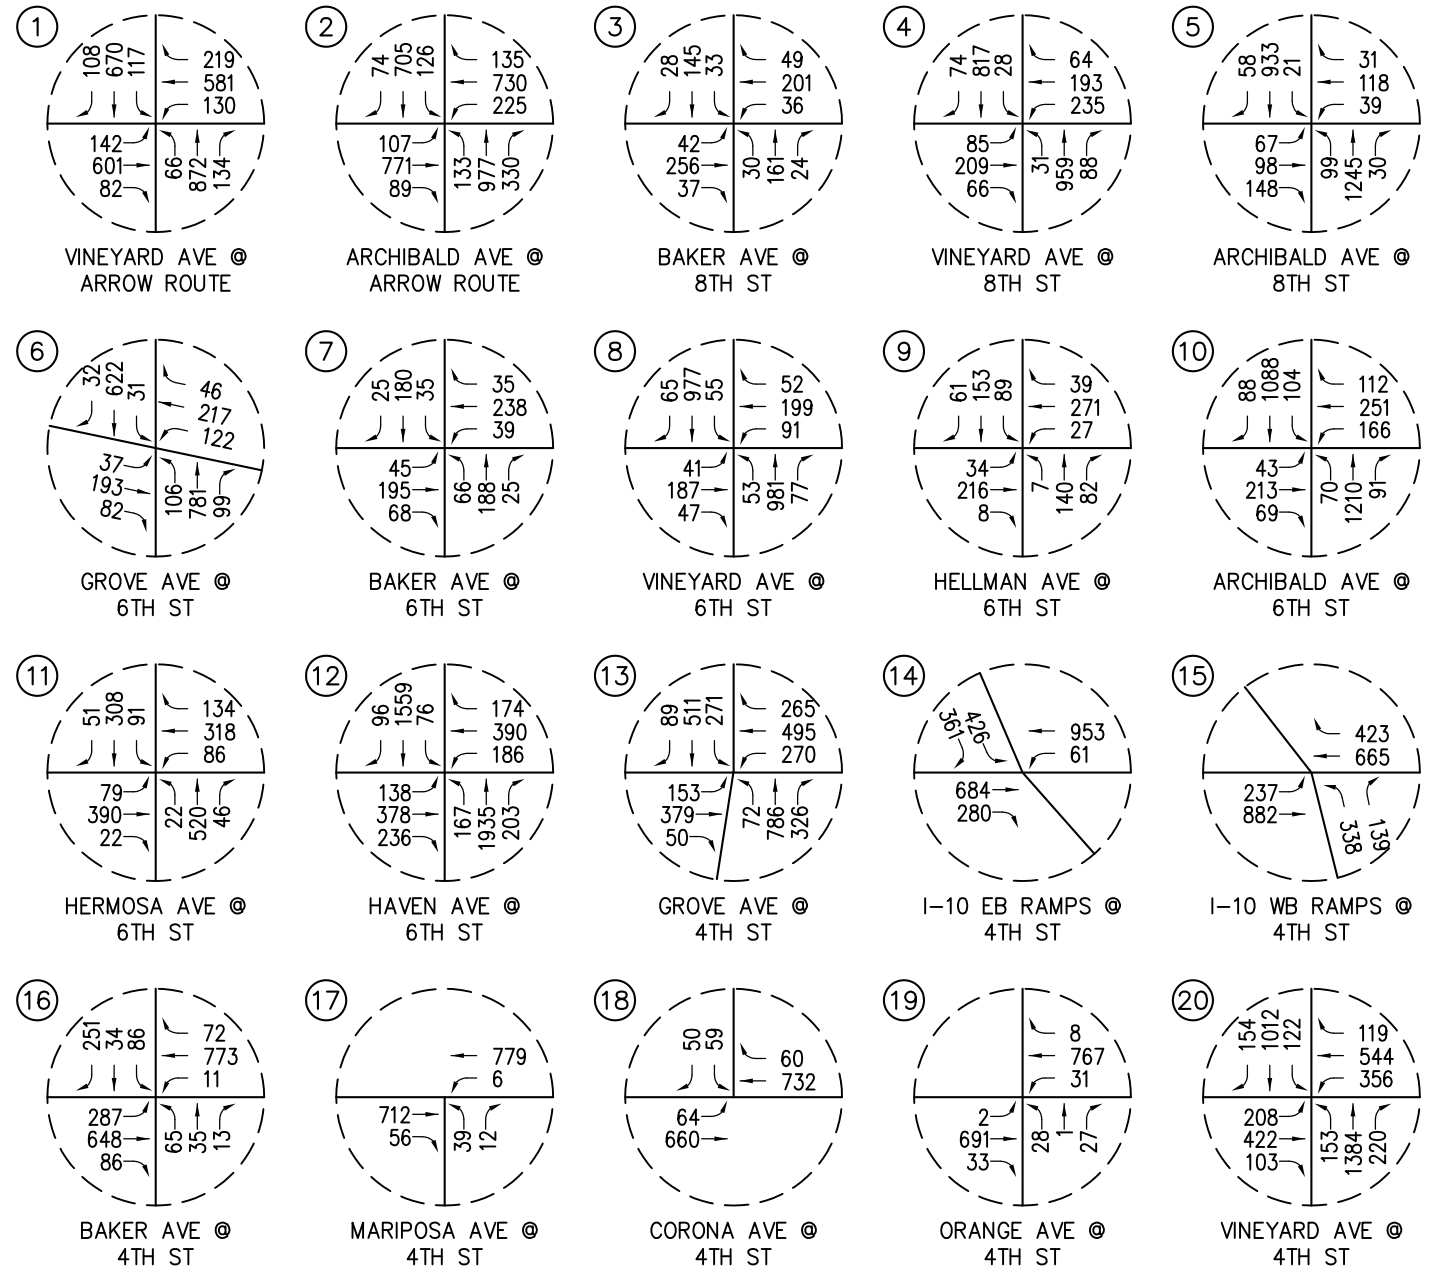 1
108 670 117
219
581
130
142
601
82
66 872 134
VINEYARD AVE @
ARROW ROUTE
2
74 705 126
135
730
225
107
771
89
133 977 330
ARCHIBALD AVE @
ARROW ROUTE
3
28 145 33
49
201
36
42
256
37
30 161 24
BAKER AVE @
8TH ST
4
74 817 28
64
193
235
85
209
66
31 959 88
VINEYARD AVE @
8TH ST
5
58 933 21
31
118
39
67
98
148
99 1245 30
ARCHIBALD AVE @
8TH ST
6
32 622 31
46
217
122
37
193
82
106 781 99
GROVE AVE @
6TH ST
7
25 180 35
35
238
39
45
195
68
66 188 25
BAKER AVE @
6TH ST
8
65 977 55
52
199
91
41
187
47
53 981 77
VINEYARD AVE @
6TH ST
9
61 153 89
39
271
27
34
216
8
7 140 82
HELLMAN AVE @
6TH ST
10
88 1088 104
112
251
166
43
213
69
70 1210 91
ARCHIBALD AVE @
6TH ST
11
51 308 91
134
318
86
79
390
22
22 520 46
HERMOSA AVE @
6TH ST
12
96 1559 76
174
390
186
138
378
236
167 1935 203
HAVEN AVE @
6TH ST
13
89 511 271
265
495
270
153
379
50
72 786 326
GROVE AVE @
4TH ST
14
361 426
953
61
684
280
I-10 EB RAMPS @
4TH ST
15
423
665
237
882
338 139
I-10 WB RAMPS @
4TH ST
16
251 34 86
72
773
11
287
648
86
65 35 13
BAKER AVE @
4TH ST
17
779
6
712
56
39 12
MARIPOSA AVE @
4TH ST
18
50 59
60
732
64
660
CORONA AVE @
4TH ST
19
8
767
31
2
691
33
28 1 27
ORANGE AVE @
4TH ST
20
154 1012 122
119
544
356
208
422
103
153 1384 220
VINEYARD AVE @
4TH ST